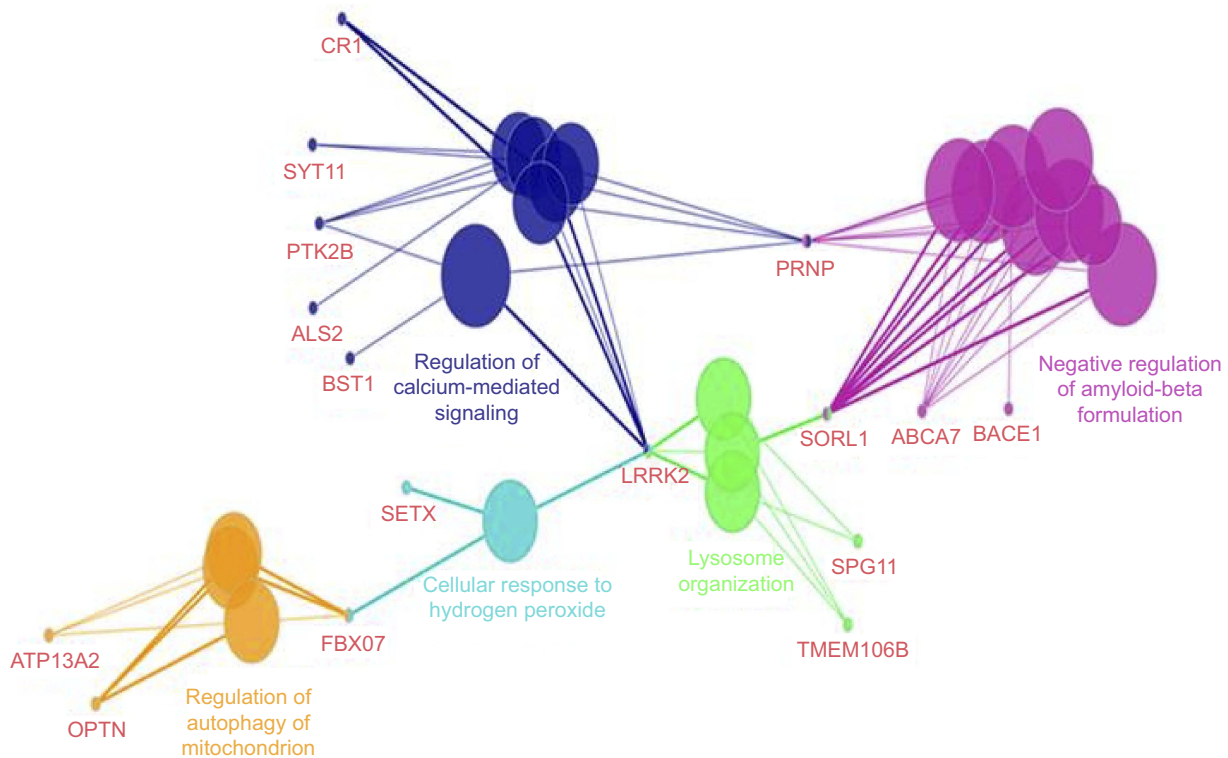 CR1
SYT11
PTK2B
PRNP
ALS2
BST1
Regulation of
calcium-mediated
signaling
Negative regulation
of amyloid-beta
formulation
SORL1
ABCA7
BACE1
LRRK2
SETX
Cellular response to
hydrogen peroxide
Lysosome
organization
SPG11
TMEM106B
FBX07
ATP13A2
OPTN
Regulation of
autophagy of
mitochondrion